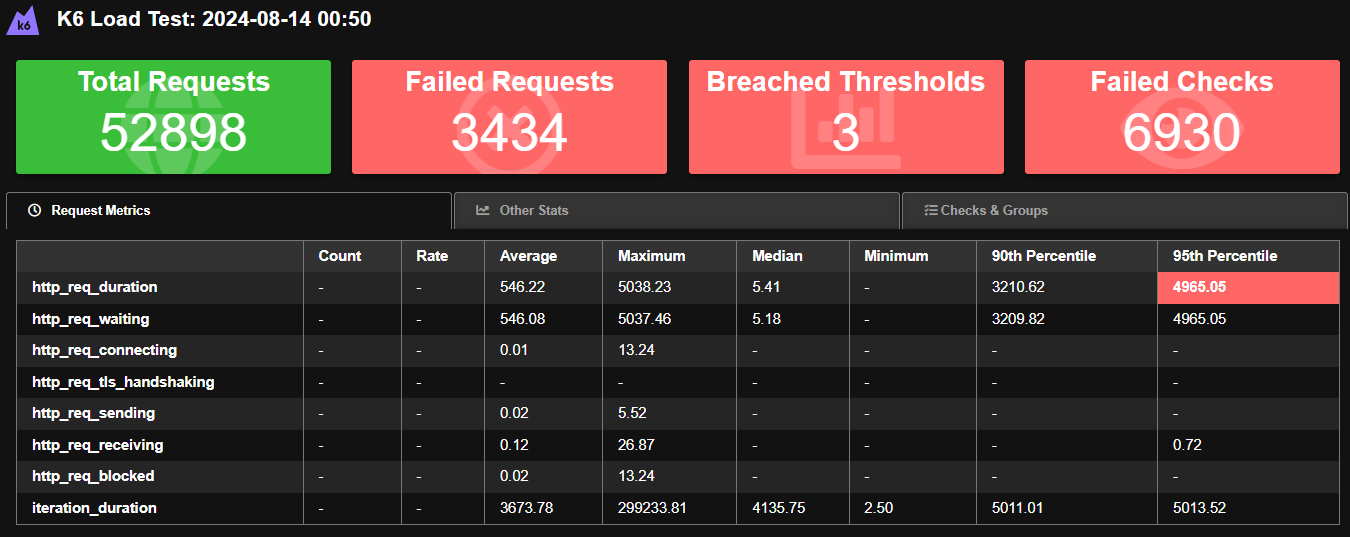 k6 K6 Load Test: 2024-08-14 00:50
Total Requests Failed Requests Breached Thresholds Failed Checks
52898 3434 3 6930
Request Metrics Other Stats Checks & Groups
Count Rate Average Maximum Median Minimum 90th Percentile 95th Percentile
http_req_duration - - 546.22 5038.23 5.41 - 3210.62 4965.05
http_req_waiting - - 546.08 5037.46 5.18 - 3209.82 4965.05
http_req_connecting - - 0.01 13.24 - - - -
http_req_tls_handshaking - - - - - - - -
http_req_sending - - 0.02 5.52 - - - -
http_req_receiving - - 0.12 26.87 - - - 0.72
http_req_blocked - - 0.02 13.24 - - - -
iteration_duration - - 3673.78 299233.81 4135.75 2.50 5011.01 5013.52